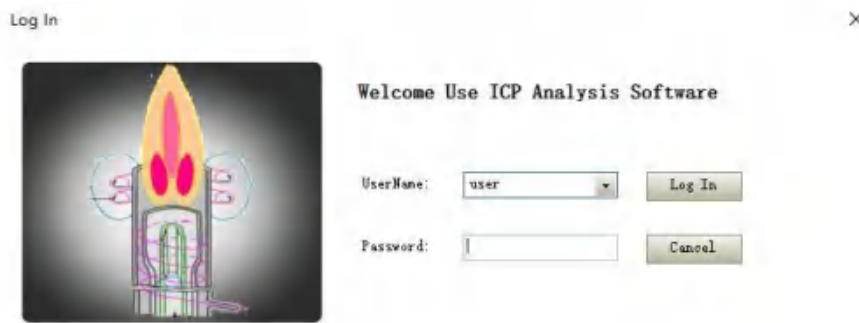 Log In
Welcome Use ICP Analysis Software
UserName: user Log In
Password: Cancel